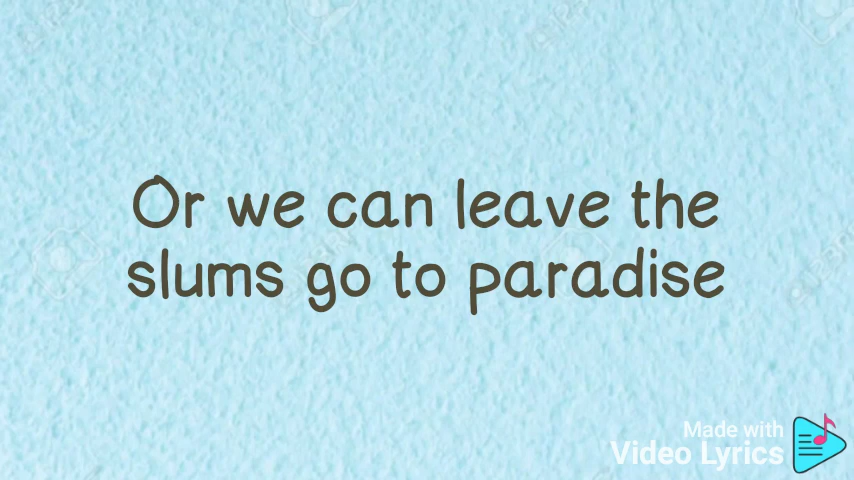 Or we can leave the
slums go to paradise
Made with
Video Lyrics